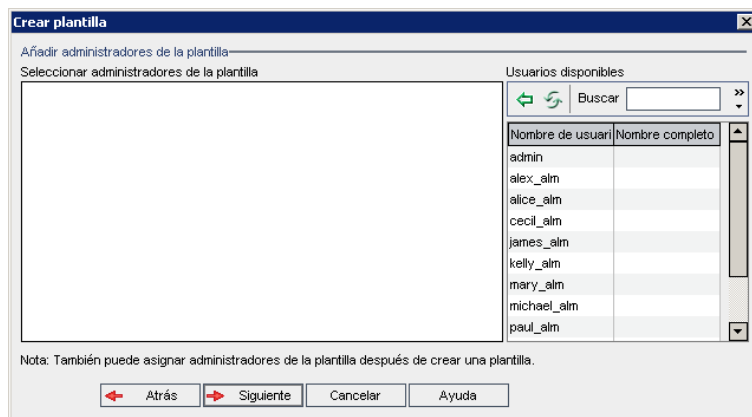 Crear plantilla
Añadir administradores de la plantilla
Seleccionar administradores de la plantilla
Usuarios disponibles
Buscar
Nombre de usuari Nombre completo
admin
alex_alm
alice_alm
cecil_alm
james_alm
kelly_alm
mary_alm
michael_alm
paul_alm
Nota: También puede asignar administradores de la plantilla después de crear una plantilla.
Atrás Siguiente Cancelar Ayuda